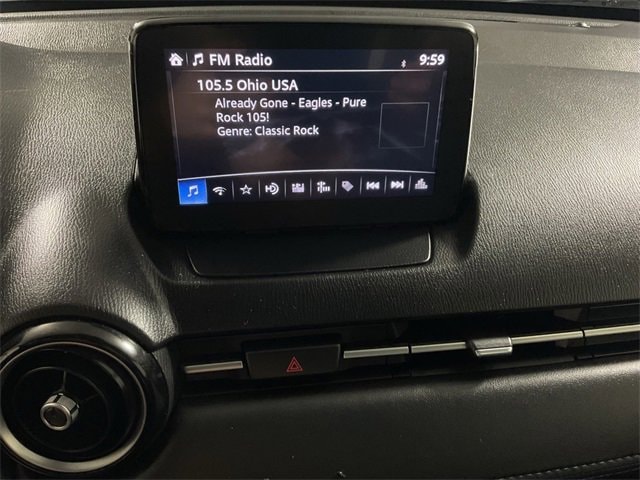 FM Radio 9:59
105.5 Ohio USA
Already Gone - Eagles - Pure
Rock 105!
Genre: Classic Rock